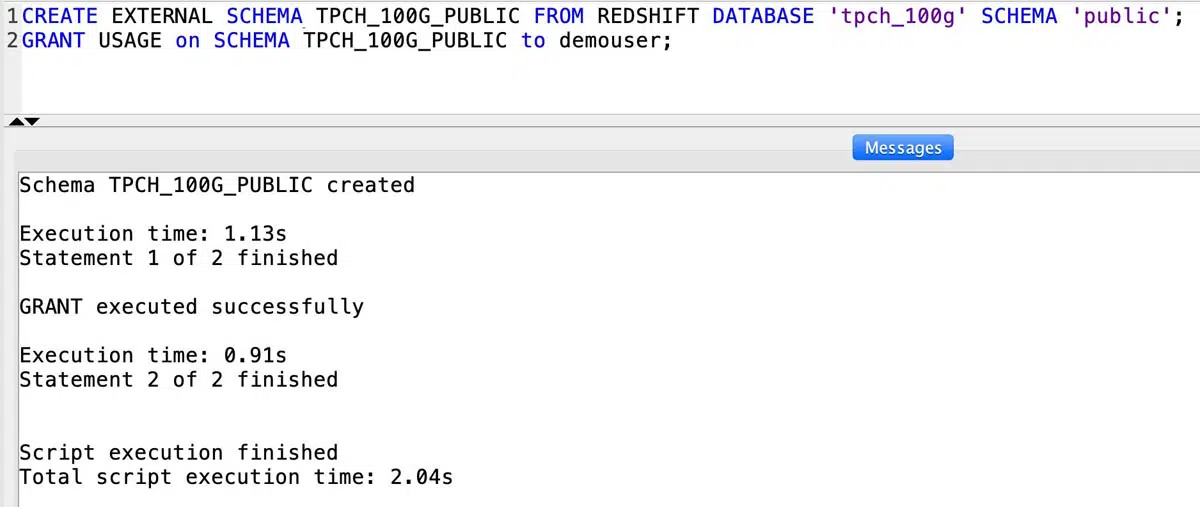 1 CREATE EXTERNAL SCHEMA TPCH_100G_PUBLIC FROM REDSHIFT DATABASE 'tpch_100g' SCHEMA 'public';
2 GRANT USAGE on SCHEMA TPCH_100G_PUBLIC to demouser;
Messages
Schema TPCH_100G_PUBLIC created
Execution time: 1.13s
Statement 1 of 2 finished
GRANT executed successfully
Execution time: 0.91s
Statement 2 of 2 finished
Script execution finished
Total script execution time: 2.04s